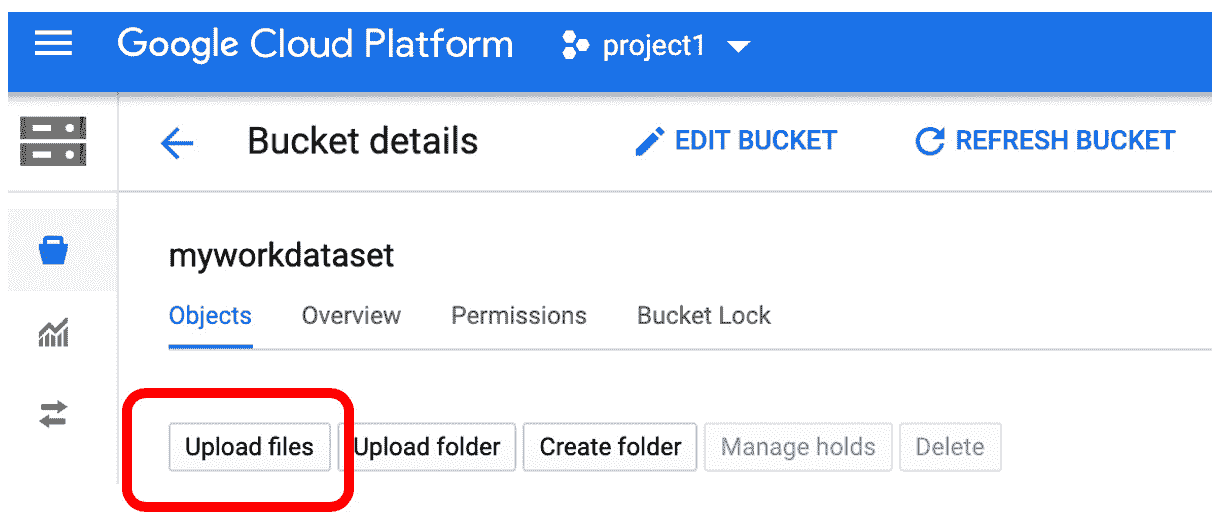 Google Cloud Platform project1
Bucket details EDIT BUCKET REFRESH BUCKET
myworkdataset
Objects Overview Permissions Bucket Lock
Upload files Upload folder Create folder Manage holds Delete